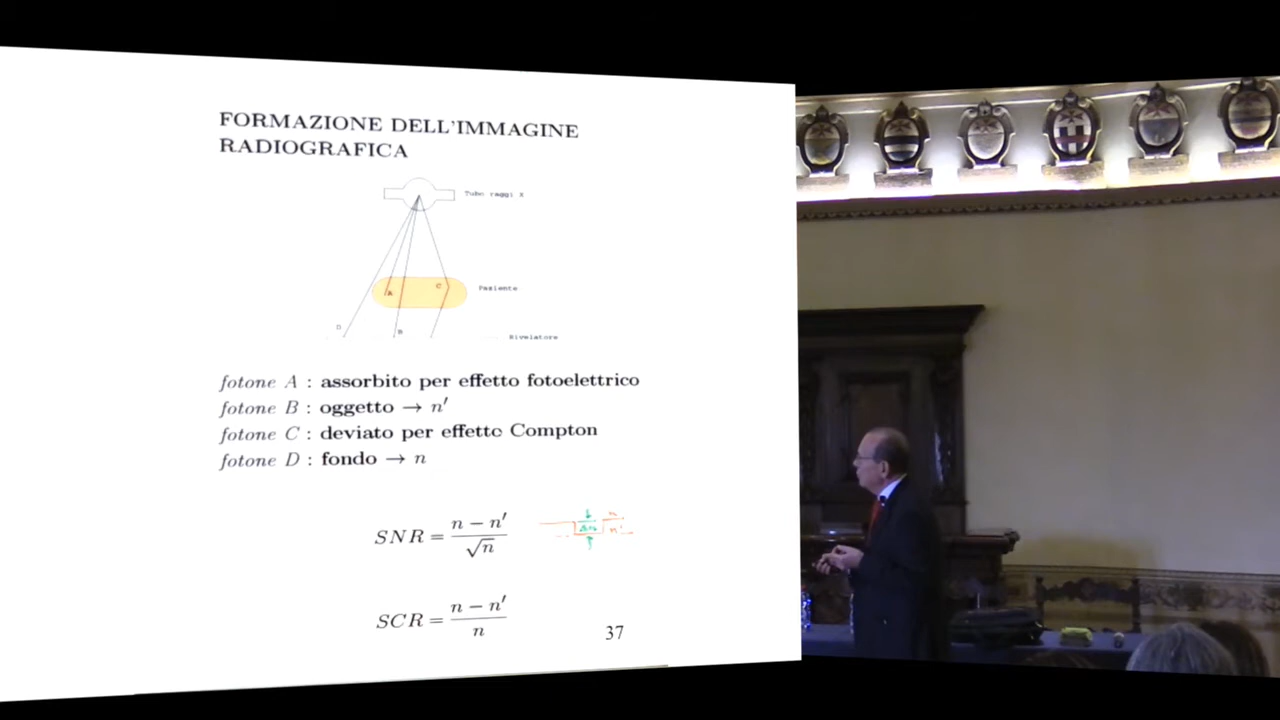 FORMAZIONE DELL'IMMAGINE
RADIOGRAFICA
Tubo raggi X
A
C
Paziente
D
B
Rivelatore
fotone A : assorbito per effetto fotoelettrico
fotone B : oggetto → n′
fotone C : deviato per effetto Compton
fotone D : fondo → n
SNR = (n − n′) / √n
n
n'
SCR = (n − n′) / n
37